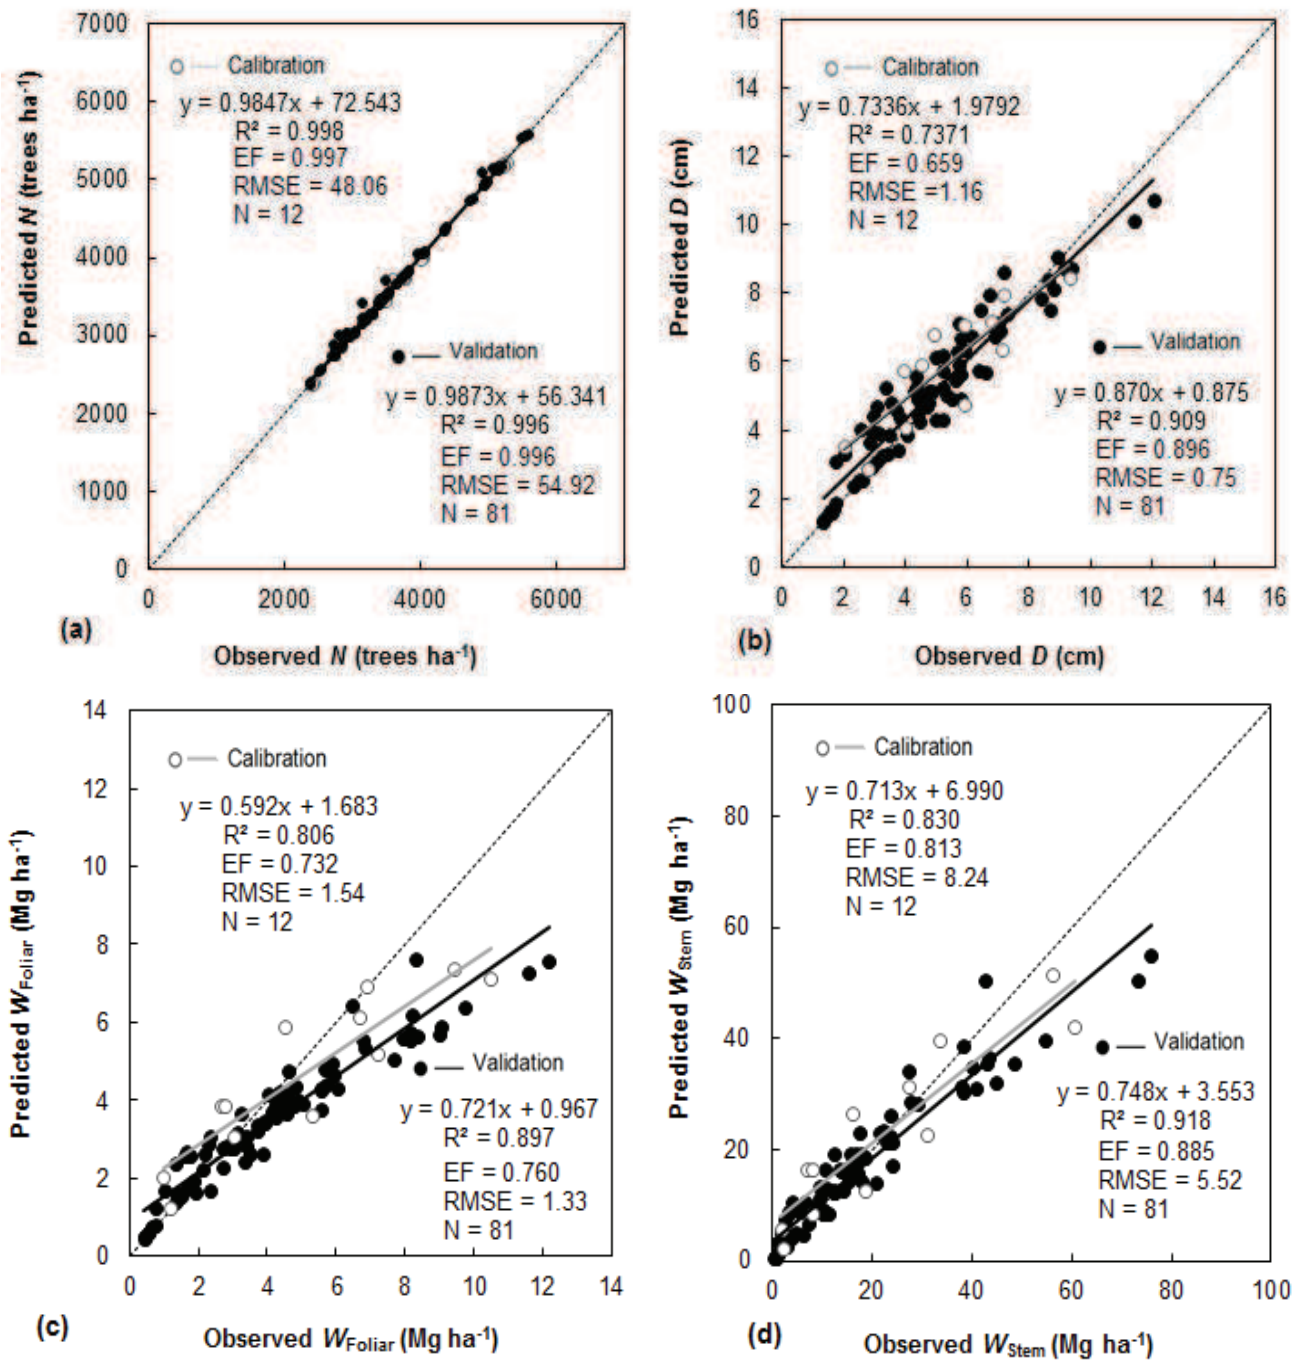 7000
6000
5000
4000
3000
2000
1000
0
Predicted N (trees ha⁻¹)
Calibration
y = 0.9847x + 72.543
R² = 0.998
EF = 0.997
RMSE = 48.06
N = 12
Validation
y = 0.9873x + 56.341
R² = 0.996
EF = 0.996
RMSE = 54.92
N = 81
0 2000 4000 6000
(a)
Observed N (trees ha⁻¹)
16
14
12
10
8
6
4
2
0
Predicted D (cm)
Calibration
y = 0.7336x + 1.9792
R² = 0.7371
EF = 0.659
RMSE =1.16
N = 12
Validation
y = 0.870x + 0.875
R² = 0.909
EF = 0.896
RMSE = 0.75
N = 81
0 2 4 6 8 10 12 14 16
(b)
Observed D (cm)
14
12
10
8
6
4
2
0
Predicted WFoliar (Mg ha⁻¹)
Calibration
y = 0.592x + 1.683
R² = 0.806
EF = 0.732
RMSE = 1.54
N = 12
Validation
y = 0.721x + 0.967
R² = 0.897
EF = 0.760
RMSE = 1.33
N = 81
0 2 4 6 8 10 12 14
(c)
Observed WFoliar (Mg ha⁻¹)
100
80
60
40
20
0
Predicted WStem (Mg ha⁻¹)
Calibration
y = 0.713x + 6.990
R² = 0.830
EF = 0.813
RMSE = 8.24
N = 12
Validation
y = 0.748x + 3.553
R² = 0.918
EF = 0.885
RMSE = 5.52
N = 81
0 20 40 60 80 100
(d)
Observed WStem (Mg ha⁻¹)